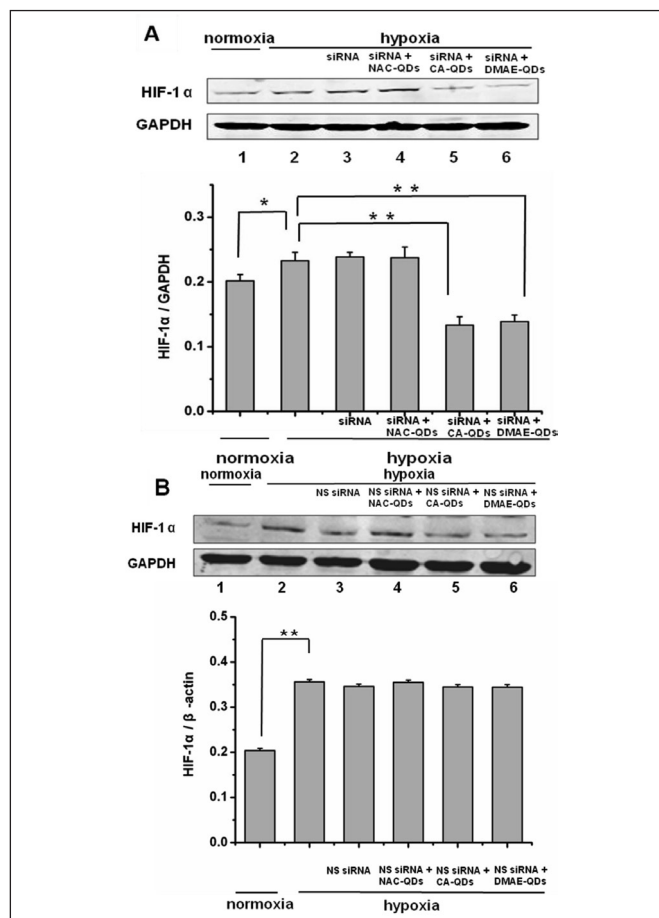 A
normoxia hypoxia
siRNA siRNA + NAC-QDs siRNA + CA-QDs siRNA + DMAE-QDs
HIF-1 α
GAPDH
1 2 3 4 5 6
* ** **
HIF-1α / GAPDH
0.3
0.2
0.1
0.0
siRNA siRNA + NAC-QDs siRNA + CA-QDs siRNA + DMAE-QDs
normoxia hypoxia
B
normoxia hypoxia
NS siRNA NS siRNA + NAC-QDs NS siRNA + CA-QDs NS siRNA + DMAE-QDs
HIF-1 α
GAPDH
1 2 3 4 5 6
**
HIF-1α / β -actin
0.5
0.4
0.3
0.2
0.1
0.0
NS siRNA NS siRNA + NAC-QDs NS siRNA + CA-QDs NS siRNA + DMAE-QDs
normoxia hypoxia